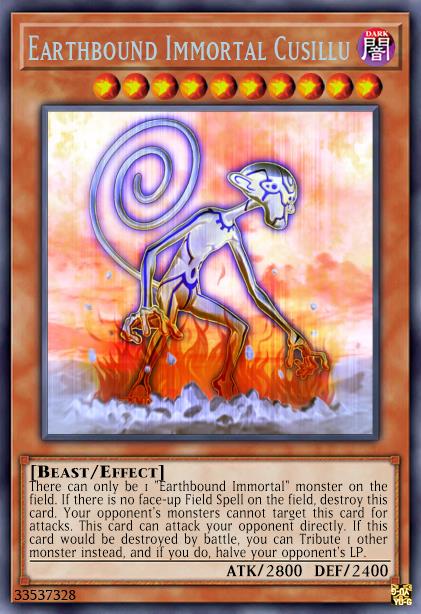 Earthbound Immortal Cusillu
DARK
闇
[Beast/Effect]
There can only be 1 "Earthbound Immortal" monster on the
field. If there is no face-up Field Spell on the field, destroy this
card. Your opponent's monsters cannot target this card for
attacks. This card can attack your opponent directly. If this
card would be destroyed by battle, you can Tribute 1 other
monster instead, and if you do, halve your opponent's LP.
ATK/2800 DEF/2400
33537328